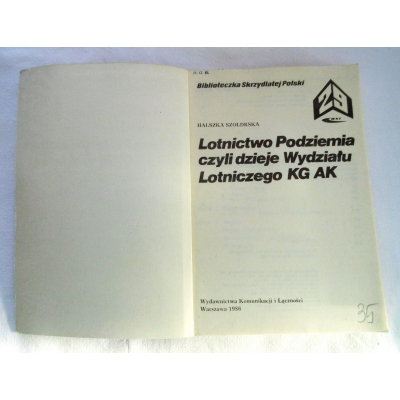 Biblioteczka Skrzydlatej Polski
29
HALSZKA SZOŁDRSKA
Lotnictwo Podziemia
czyli dzieje Wydziału
Lotniczego KG AK
Wydawnictwa Komunikacji i Łączności
Warszawa 1986
35